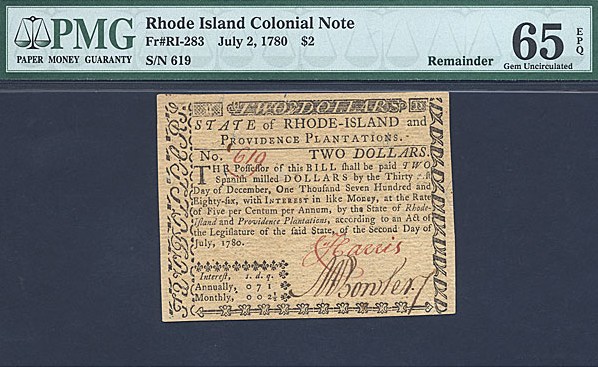 PMG
PAPER MONEY GUARANTY
Rhode Island Colonial Note
Fr#RI-283 July 2, 1780 $2
S/N 619
Remainder
65 EPQ
Gem Uncirculated
TWO DOLLARS
STATE of RHODE-ISLAND and
PROVIDENCE PLANTATIONS.
No. 619 TWO DOLLARS.
THE Possessor of this BILL shall be paid TWO
Spanish milled DOLLARS by the Thirty-first
Day of December, One Thousand Seven Hundred and
Eighty-six, with INTEREST in like Money, at the Rate
of Five per Centum per Annum, by the State of Rhode-
Island and Providence Plantations, according to an Act of
the Legislature of the said State, of the Second Day of
July, 1780.
Harris
Interest, s. d. q.
Annually, 0 7 1
Monthly, 0 0 2½
Bowler